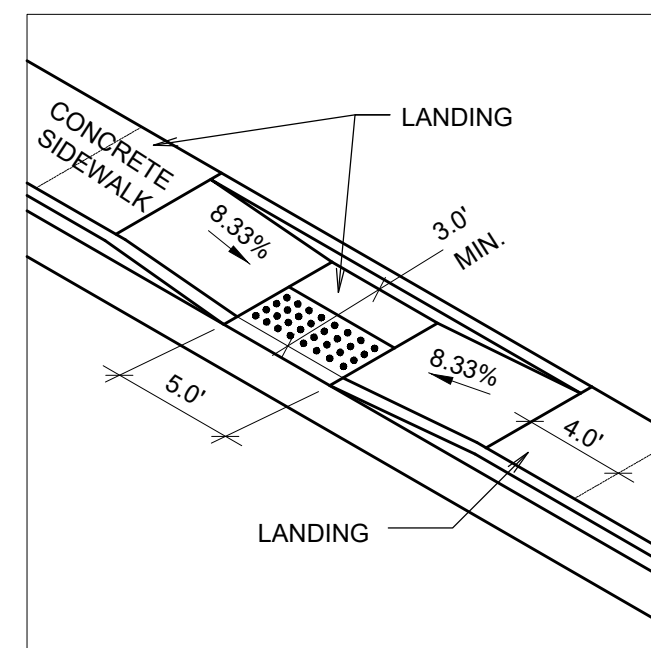 CONCRETE
SIDEWALK
LANDING
8.33%
3.0'
MIN.
8.33%
5.0'
4.0'
LANDING